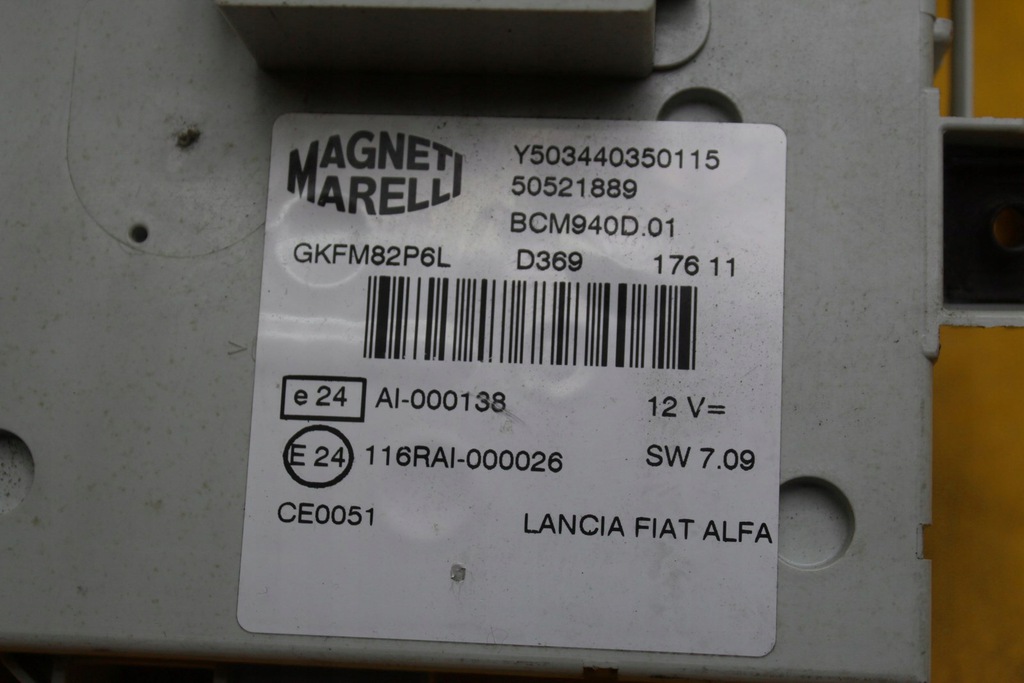 MAGNETI
MARELLI
Y503440350115
50521889
BCM940D.01
GKFM82P6L D369 176 11
e 24 AI-000138 12 V=
E 24 116RAI-000026 SW 7.09
CE0051 LANCIA FIAT ALFA